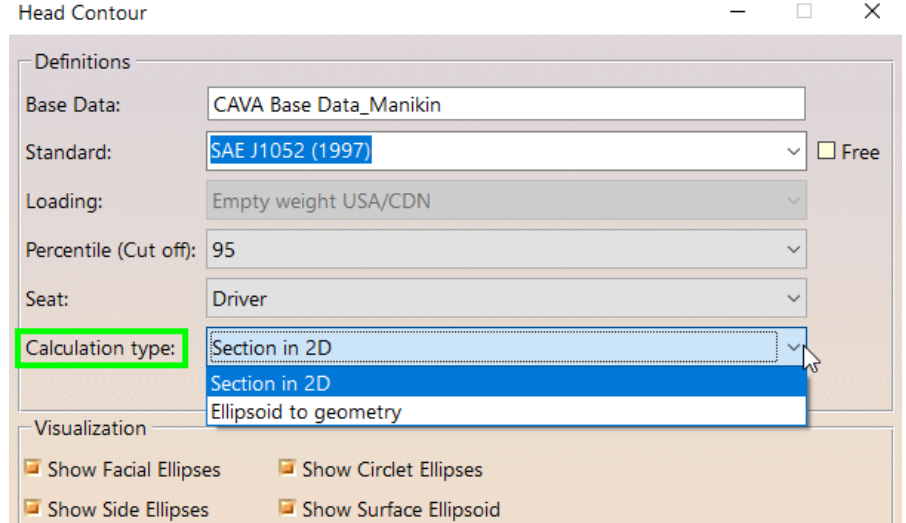 Head Contour
Definitions
Base Data: CAVA Base Data_Manikin
Standard: SAE J1052 (1997) Free
Loading: Empty weight USA/CDN
Percentile (Cut off): 95
Seat: Driver
Calculation type: Section in 2D
Section in 2D
Ellipsoid to geometry
Visualization
Show Facial Ellipses Show Circlet Ellipses
Show Side Ellipses Show Surface Ellipsoid